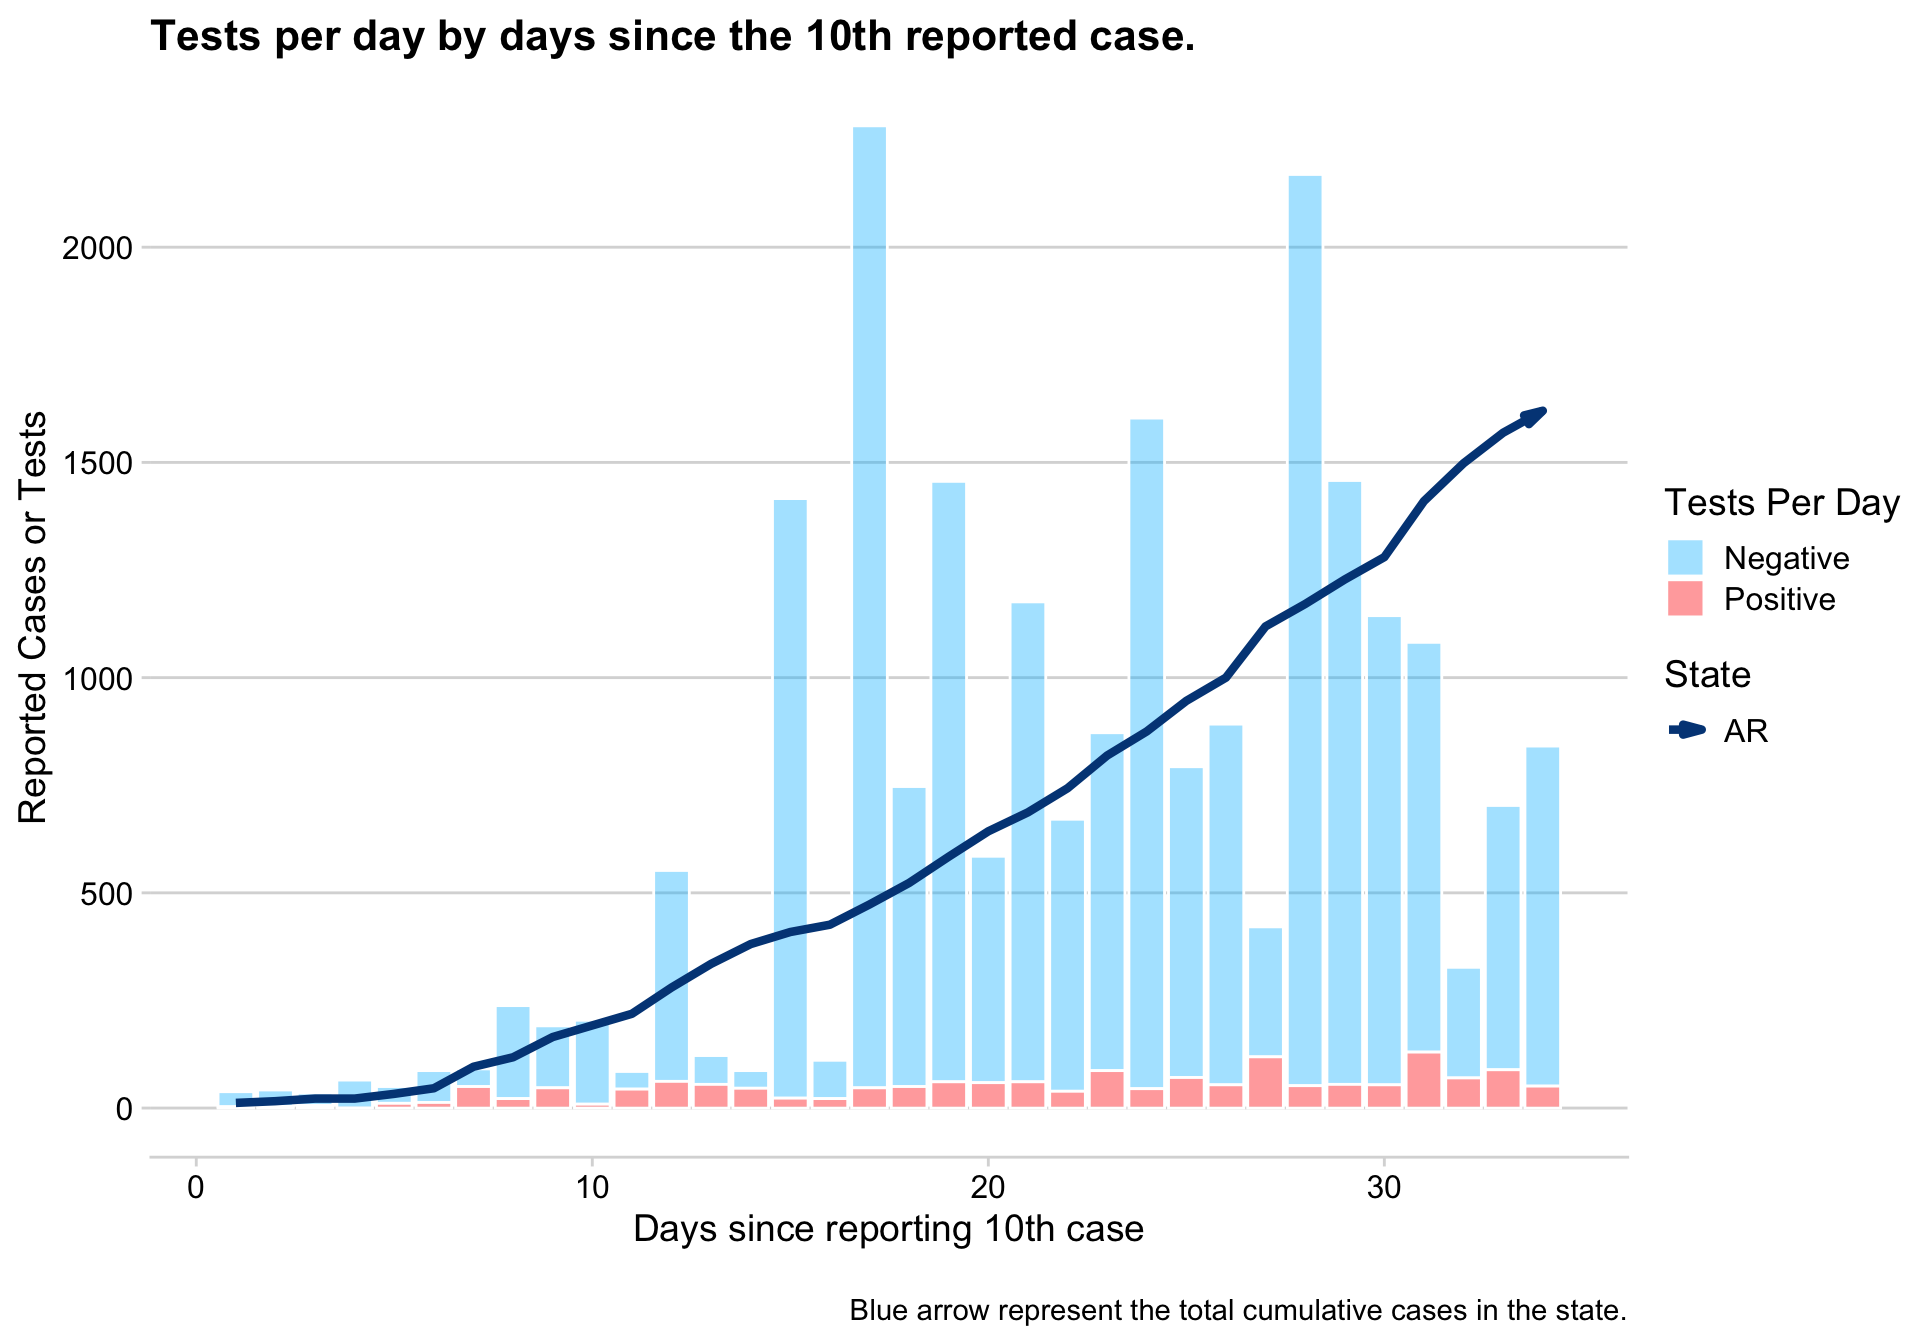 Tests per day by days since the 10th reported case.
Reported Cases or Tests
2000
1500
1000
500
0
0 10 20 30
Days since reporting 10th case
Tests Per Day
Negative
Positive
State
AR
Blue arrow represent the total cumulative cases in the state.